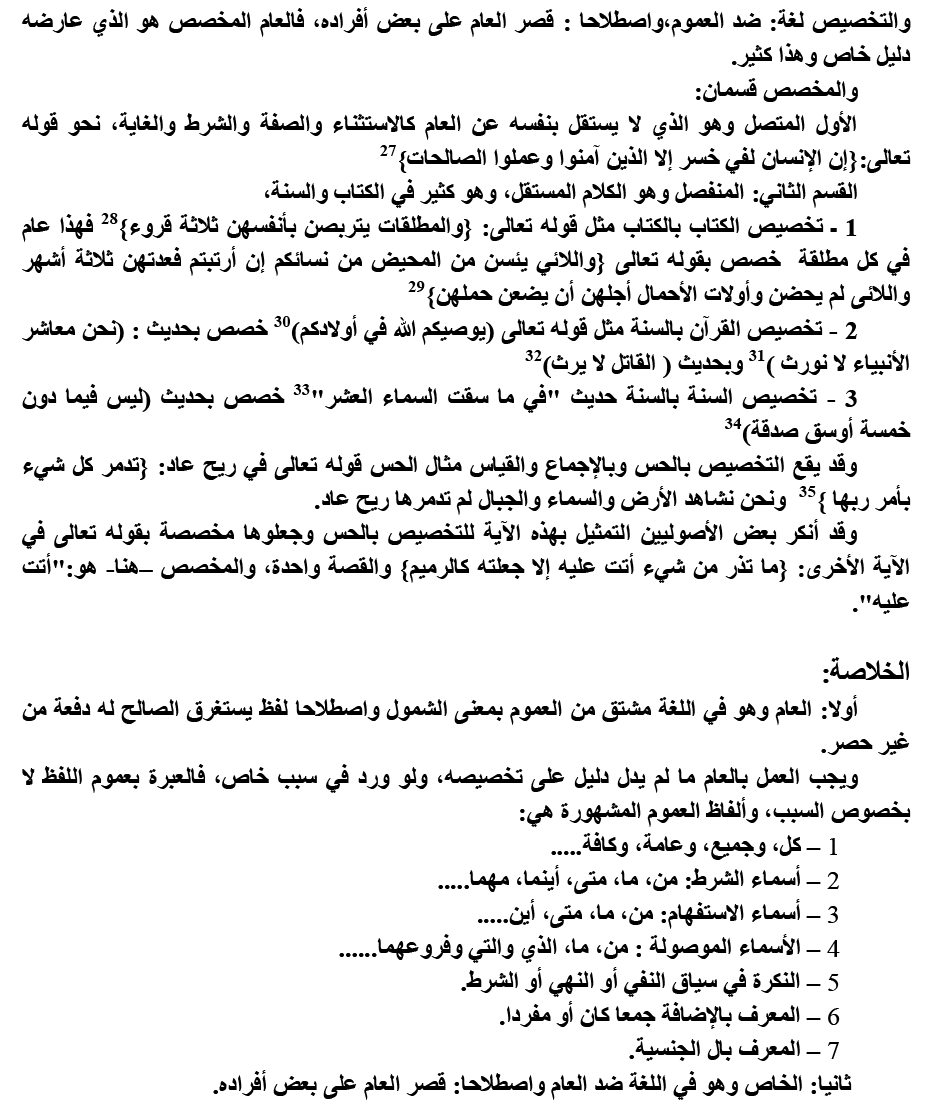 والتخصيص لغة: ضد العموم،واصطلاحا : قصر العام على بعض أفراده، فالعام المخصص هو الذي عارضه
دليل خاص وهذا كثير.
والمخصص قسمان:
الأول المتصل وهو الذي لا يستقل بنفسه عن العام كالاستثناء والصفة والشرط والغاية، نحو قوله
تعالى:{إن الإنسان لفي خسر إلا الذين آمنوا وعملوا الصالحات}27
القسم الثاني: المنفصل وهو الكلام المستقل، وهو كثير في الكتاب والسنة،
1 ـ تخصيص الكتاب بالكتاب مثل قوله تعالى: {والمطلقات يتربصن بأنفسهن ثلاثة قروء}28 فهذا عام
في كل مطلقة خصص بقوله تعالى {واللائي يئسن من المحيض من نسائكم إن أرتبتم فعدتهن ثلاثة أشهر
واللائى لم يحضن وأولات الأحمال أجلهن أن يضعن حملهن}29
2 - تخصيص القرآن بالسنة مثل قوله تعالى (يوصيكم الله في أولادكم)30 خصص بحديث : (نحن معاشر
الأنبياء لا نورث )31 وبحديث ( القاتل لا يرث)32
3 - تخصيص السنة بالسنة حديث "في ما سقت السماء العشر"33 خصص بحديث (ليس فيما دون
خمسة أوسق صدقة)34
وقد يقع التخصيص بالحس وبالإجماع والقياس مثال الحس قوله تعالى في ريح عاد: {تدمر كل شيء
بأمر ربها }35 ونحن نشاهد الأرض والسماء والجبال لم تدمرها ريح عاد.
وقد أنكر بعض الأصوليين التمثيل بهذه الآية للتخصيص بالحس وجعلوها مخصصة بقوله تعالى في
الآية الأخرى: {ما تذر من شيء أتت عليه إلا جعلته كالرميم} والقصة واحدة، والمخصص –هنا- هو:"أتت
عليه".
الخلاصة:
أولا: العام وهو في اللغة مشتق من العموم بمعنى الشمول واصطلاحا لفظ يستغرق الصالح له دفعة من
غير حصر.
ويجب العمل بالعام ما لم يدل دليل على تخصيصه، ولو ورد في سبب خاص، فالعبرة بعموم اللفظ لا
بخصوص السبب، وألفاظ العموم المشهورة هي:
1 – كل، وجميع، وعامة، وكافة.....
2 – أسماء الشرط: من، ما، متى، أينما، مهما.....
3 – أسماء الاستفهام: من، ما، متى، أين.....
4 – الأسماء الموصولة : من، ما، الذي والتي وفروعهما......
5 – النكرة في سياق النفي أو النهي أو الشرط.
6 – المعرف بالإضافة جمعا كان أو مفردا.
7 – المعرف بال الجنسية.
ثانيا: الخاص وهو في اللغة ضد العام واصطلاحا: قصر العام على بعض أفراده.